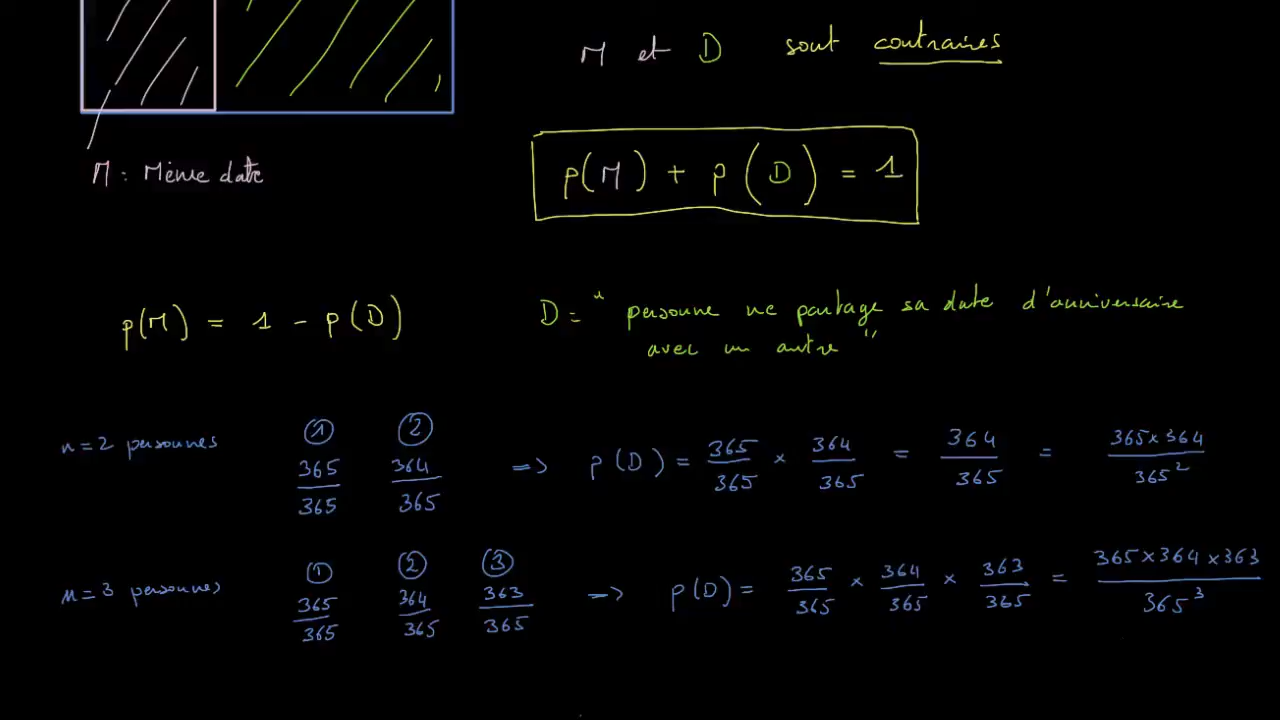 M et D sont contraires
M : Même date
p(M) + p(D) = 1
p(M) = 1 - p(D)
D = " personne ne partage sa date d'anniversaire
avec un autre "
n=2 personnes ① 365/365 ② 364/365 => p(D) = 365/365 × 364/365 = 364/365 = 365×364/365²
n=3 personnes ① 365/365 ② 364/365 ③ 363/365 => p(D) = 365/365 × 364/365 × 363/365 = 365×364×363/365³